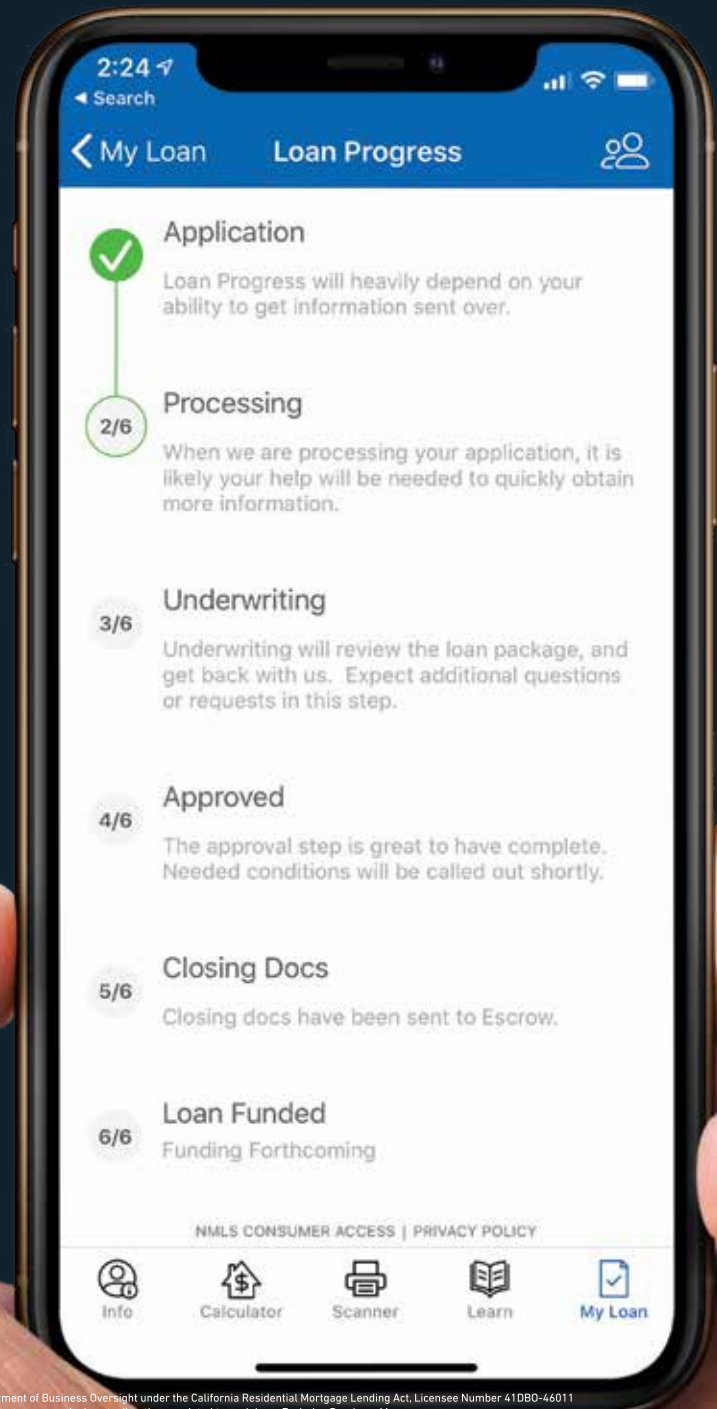 2:24
◀ Search
My Loan
Loan Progress
Application
Loan Progress will heavily depend on your
ability to get information sent over.
2/6
Processing
When we are processing your application, it is
likely your help will be needed to quickly obtain
more information.
3/6
Underwriting
Underwriting will review the loan package, and
get back with us.  Expect additional questions
or requests in this step.
4/6
Approved
The approval step is great to have complete.
Needed conditions will be called out shortly.
5/6
Closing Docs
Closing docs have been sent to Escrow.
6/6
Loan Funded
Funding Forthcoming
NMLS CONSUMER ACCESS | PRIVACY POLICY
Info
Calculator
Scanner
Learn
My Loan
of Business Oversight under the California Residential Mortgage Lending Act, Licensee Number 41DBO-46011